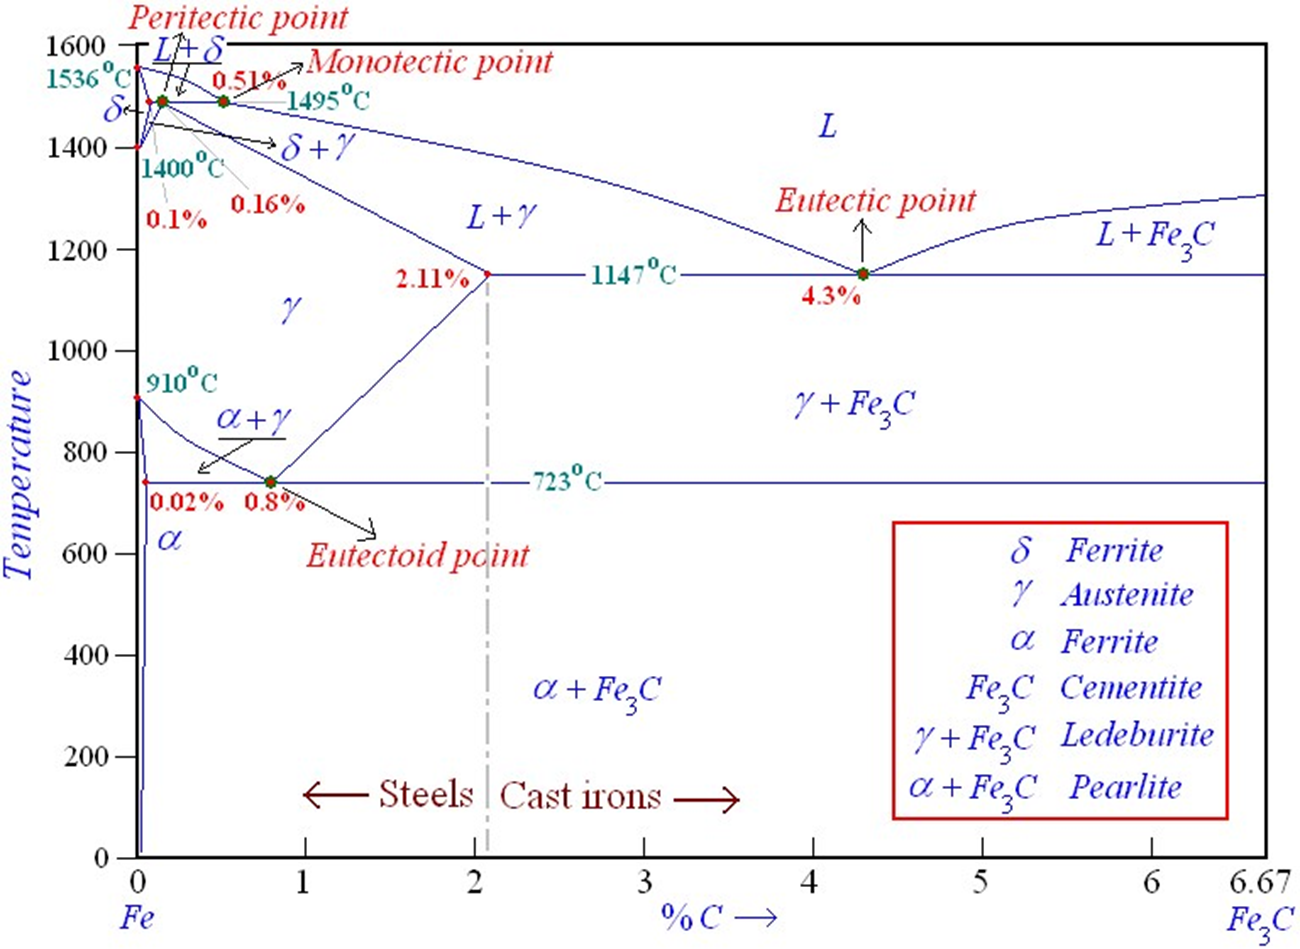 Peritectic point
1600
L + δ
Monotectic point
1536°C
0.51%
1495°C
δ
L
1400
δ + γ
1400°C
0.16%
0.1%
Eutectic point
L + γ
L + Fe₃C
1200
2.11%
1147°C
4.3%
γ
1000
910°C
α + γ
γ + Fe₃C
800
723°C
0.02%
0.8%
α
Eutectoid point
600
Temperature
δ Ferrite
γ Austenite
α Ferrite
Fe₃C Cementite
γ + Fe₃C Ledeburite
α + Fe₃C Pearlite
400
α + Fe₃C
200
Steels
Cast irons
0
0 1 2 3 4 5 6 6.67
Fe
% C
Fe₃C